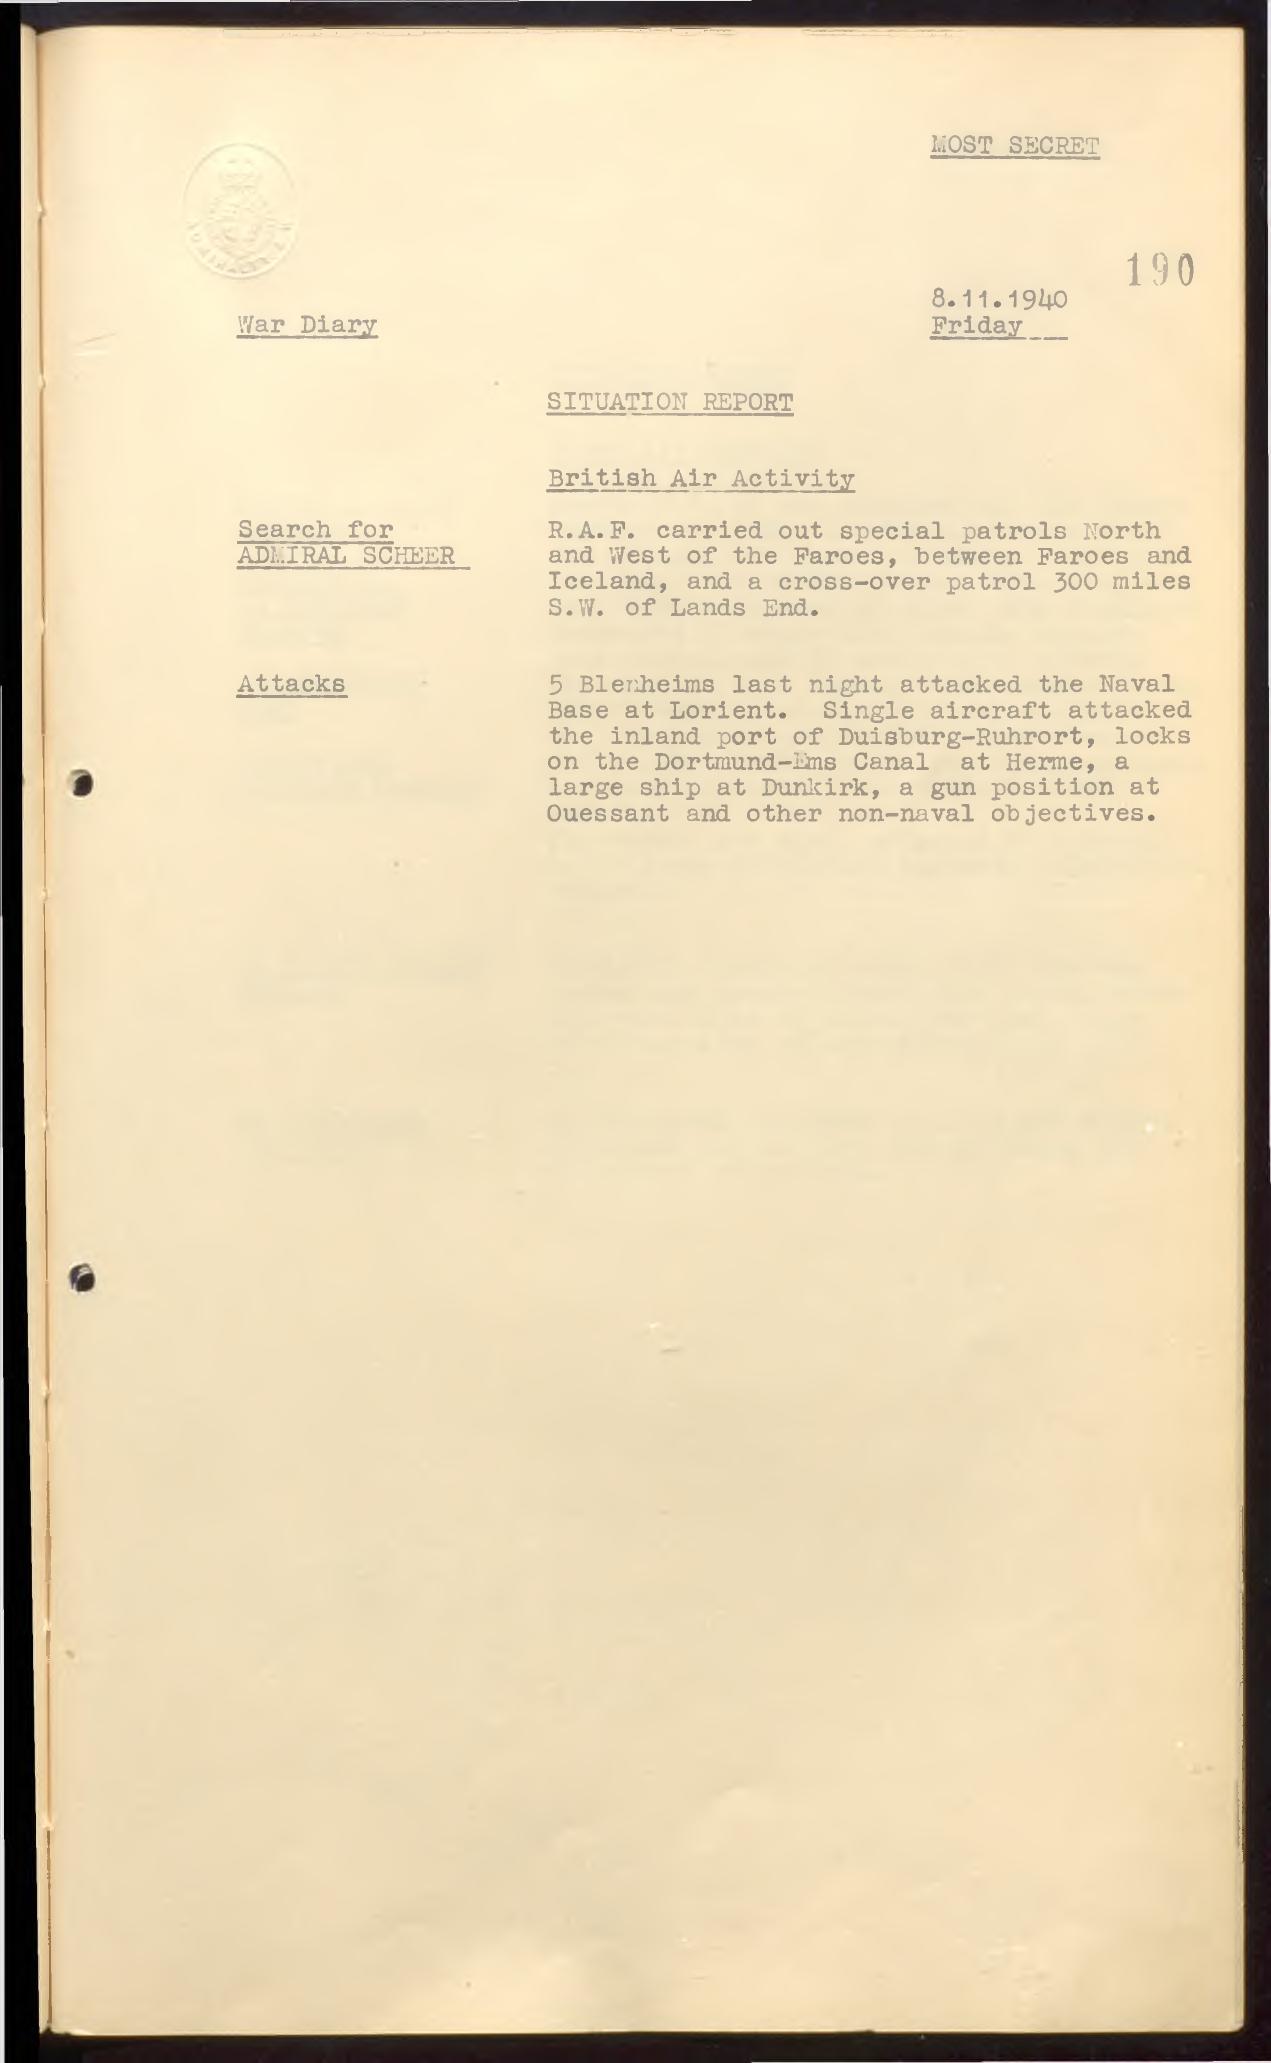 MOST SECRET
190
8.11.1940
War Diary
Friday
SITUATION REPORT
British Air Activity
Search for
ADMIRAL SCHEER
R.A.F. carried out special patrols North
and West of the Faroes, between Faroes and
Iceland, and a cross-over patrol 300 miles
S.W. of Lands End.
Attacks
5 Blenheims last night attacked the Naval
Base at Lorient. Single aircraft attacked
the inland port of Duisburg-Ruhrort, locks
on the Dortmund-Ems Canal at Herme, a
large ship at Dunkirk, a gun position at
Ouessant and other non-naval objectives.